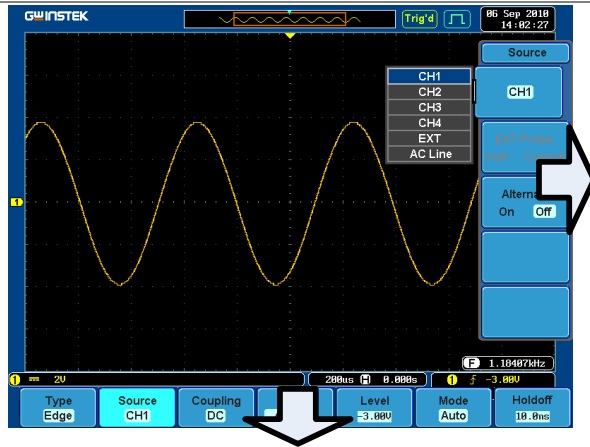 GWINSTEK
Trig'd
06 Sep 2010
14:02:27
Source
CH1
CH1
CH2
CH3
CH4
EXT
AC Line
EXT Probe
On Off
1
F 1.18407kHz
1 2V
200us H 0.000s
1 -3.00V
Type
Edge
Source
CH1
Coupling
DC
Level
-3.00V
Mode
Auto
Holdoff
10.0ns